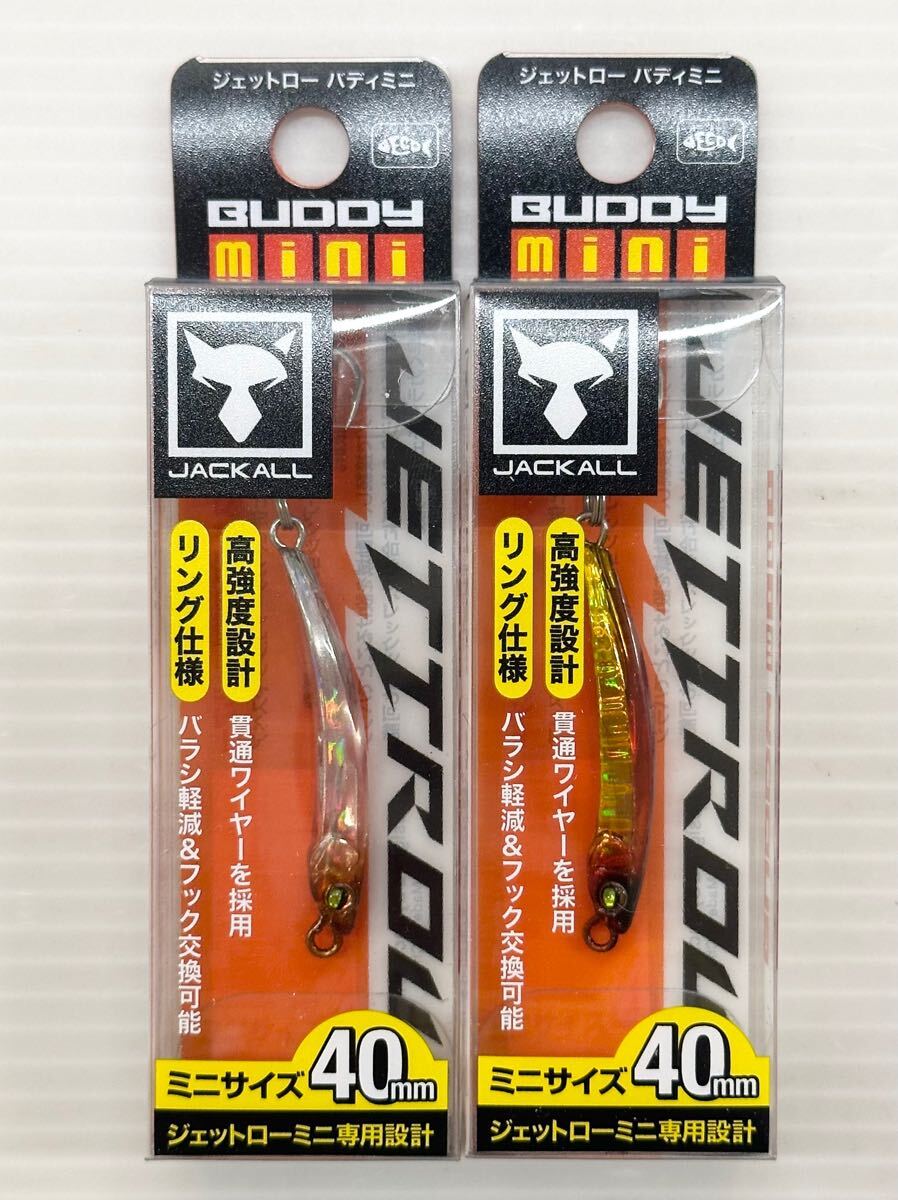 ジェットロー バディミニ
BUDDY
mini
JACKALL
高強度設計
貫通ワイヤーを採用
リング仕様
バラシ軽減&フック交換可能
JETTROW
ミニサイズ 40mm
ジェットローミニ専用設計
ジェットロー バディミニ
BUDDY
mini
JACKALL
高強度設計
貫通ワイヤーを採用
リング仕様
バラシ軽減&フック交換可能
JETTROW
ミニサイズ 40mm
ジェットローミニ専用設計